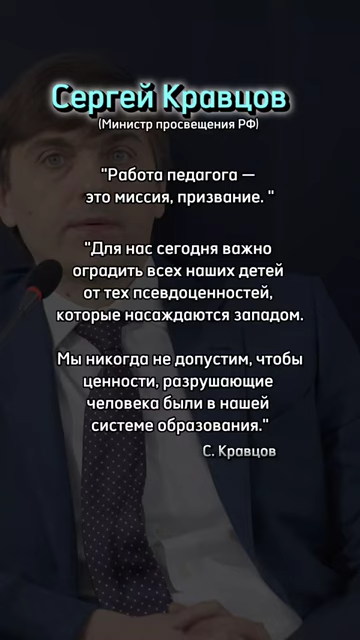 Сергей Кравцов
(Министр просвещения РФ)
"Работа педагога —
это миссия, призвание. "
"Для нас сегодня важно
оградить всех наших детей
от тех псевдоценностей,
которые насаждаются западом.
Мы никогда не допустим, чтобы
ценности, разрушающие
человека были в нашей
системе образования."
С. Кравцов